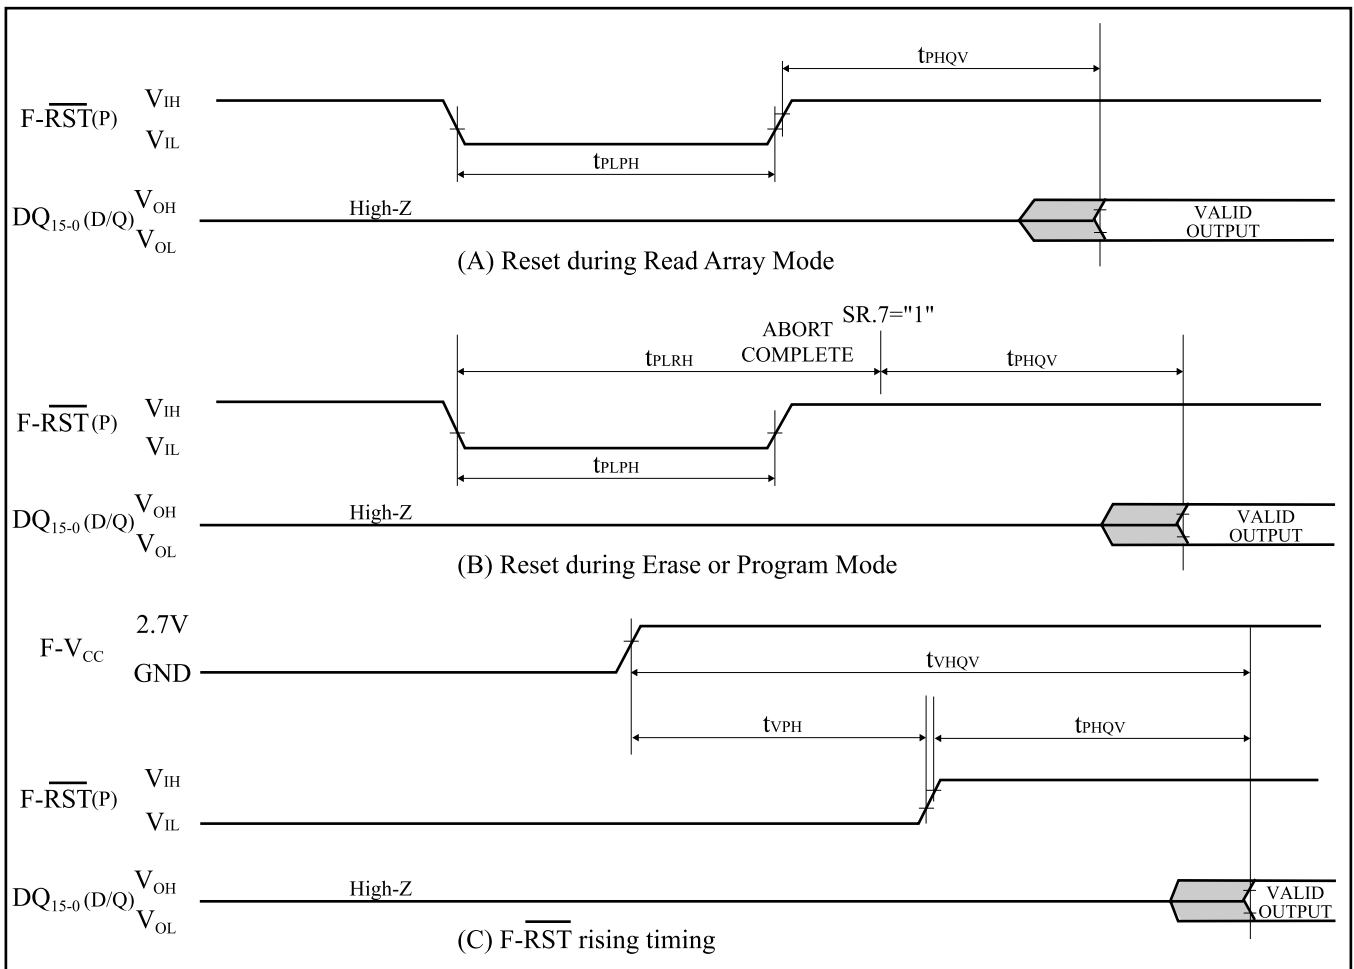 tPHQV
VIH
F-RST(P)
VIL
tPLPH
VOH
DQ15-0 (D/Q)
VOL
High-Z
VALID
OUTPUT
(A) Reset during Read Array Mode
SR.7="1"
ABORT
COMPLETE
tPLRH
tPHQV
VIH
F-RST(P)
VIL
tPLPH
VOH
DQ15-0 (D/Q)
VOL
High-Z
VALID
OUTPUT
(B) Reset during Erase or Program Mode
2.7V
F-VCC
GND
tVHQV
tVPH
tPHQV
VIH
F-RST(P)
VIL
VOH
DQ15-0 (D/Q)
VOL
High-Z
VALID
OUTPUT
(C) F-RST rising timing